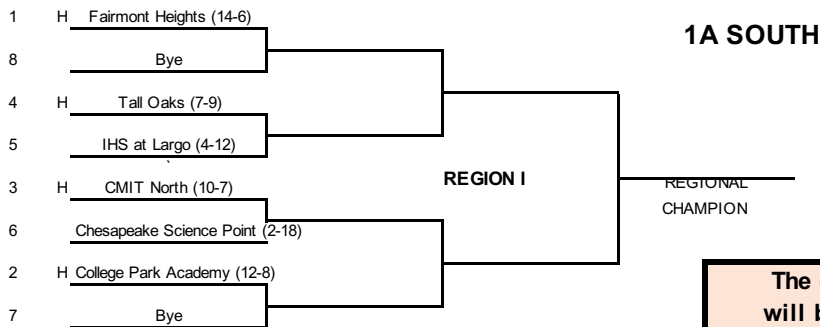 1 H Fairmont Heights (14-6)
1A SOUTH
8 Bye
4 H Tall Oaks (7-9)
5 IHS at Largo (4-12)
3 H CMIT North (10-7)
REGION I
REGIONAL
CHAMPION
6 Chesapeake Science Point (2-18)
2 H College Park Academy (12-8)
The
will b
7 Bye